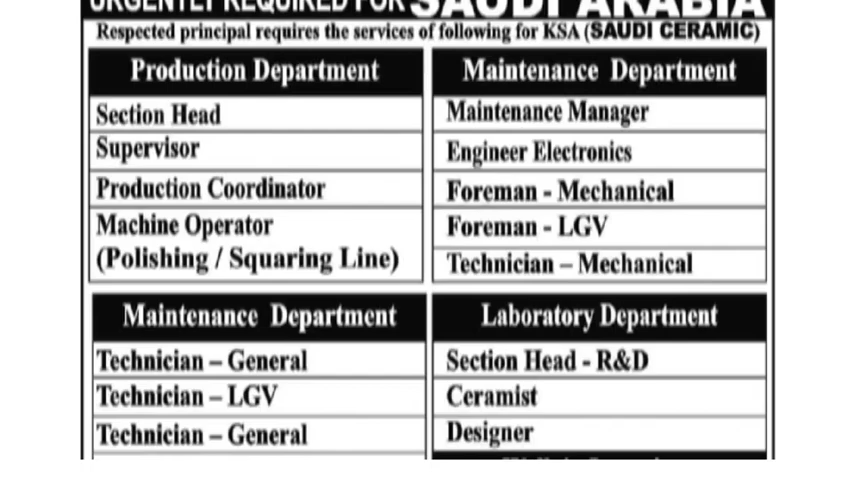 URGENTLY REQUIRED FOR SAUDI ARABIA
Respected principal requires the services of following for KSA (SAUDI CERAMIC)
Production Department
Section Head
Supervisor
Production Coordinator
Machine Operator
(Polishing / Squaring Line)
Maintenance Department
Maintenance Manager
Engineer Electronics
Foreman - Mechanical
Foreman - LGV
Technician – Mechanical
Maintenance Department
Technician – General
Technician – LGV
Technician – General
Laboratory Department
Section Head - R&D
Ceramist
Designer